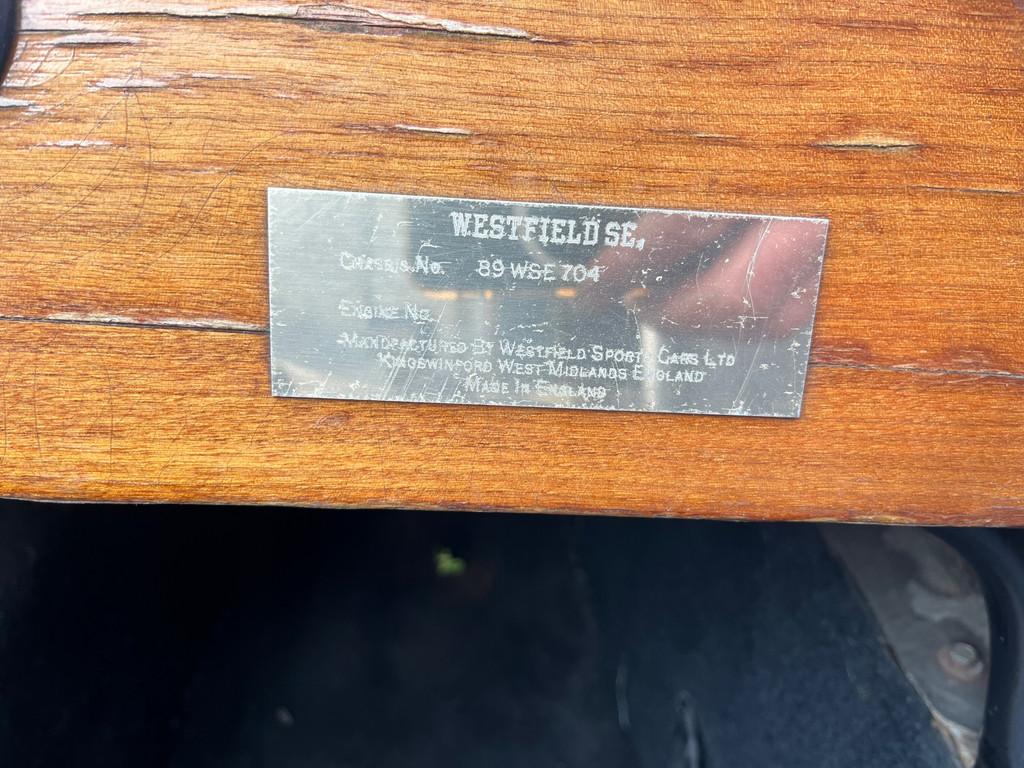 WESTFIELD SE.
CHASSIS NO. 89 WSE 704
ENGINE NO.
MANUFACTURED BY WESTFIELD SPORTS CARS LTD
KINGSWINFORD WEST MIDLANDS ENGLAND
MADE IN ENGLAND